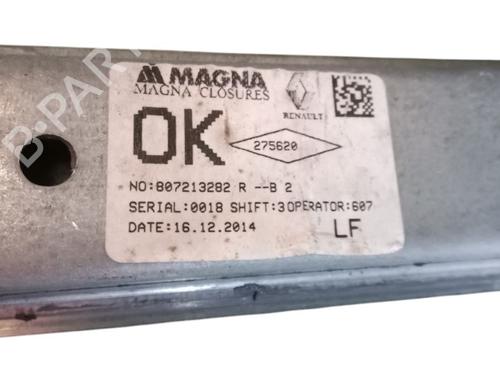 MAGNA
MAGNA CLOSURES
RENAULT
OK
275620
NO:807213282 R --B 2
SERIAL:0018 SHIFT:3 OPERATOR:607
DATE:16.12.2014
LF
B-PARTS